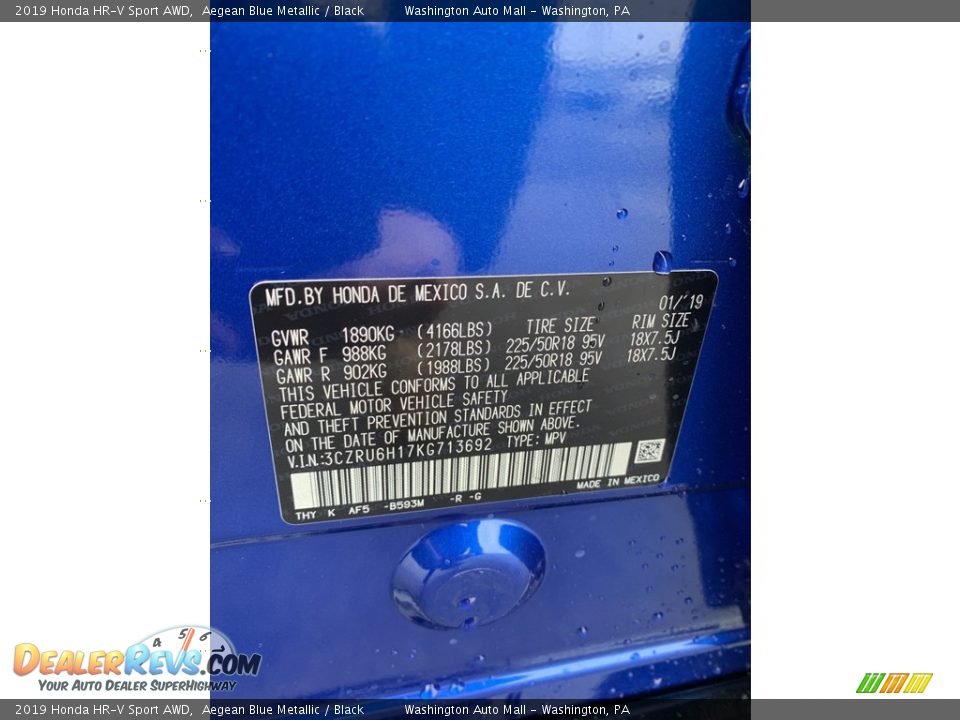 2019 Honda HR-V Sport AWD, Aegean Blue Metallic / Black Washington Auto Mall - Washington, PA
MFD.BY HONDA DE MEXICO S.A. DE C.V.
01/'19
GVWR 1890KG (4166LBS) TIRE SIZE RIM SIZE
GAWR F 988KG (2178LBS) 225/50R18 95V 18X7.5J
GAWR R 902KG (1988LBS) 225/50R18 95V 18X7.5J
THIS VEHICLE CONFORMS TO ALL APPLICABLE
FEDERAL MOTOR VEHICLE SAFETY
AND THEFT PREVENTION STANDARDS IN EFFECT
ON THE DATE OF MANUFACTURE SHOWN ABOVE.
V.I.N.:3CZRU6H17KG713692 TYPE: MPV
THY K AF5 -B593M -R -G MADE IN MEXICO
4 5 6
DEALERREVS.COM
YOUR AUTO DEALER SUPERHIGHWAY
2019 Honda HR-V Sport AWD, Aegean Blue Metallic / Black Washington Auto Mall - Washington, PA